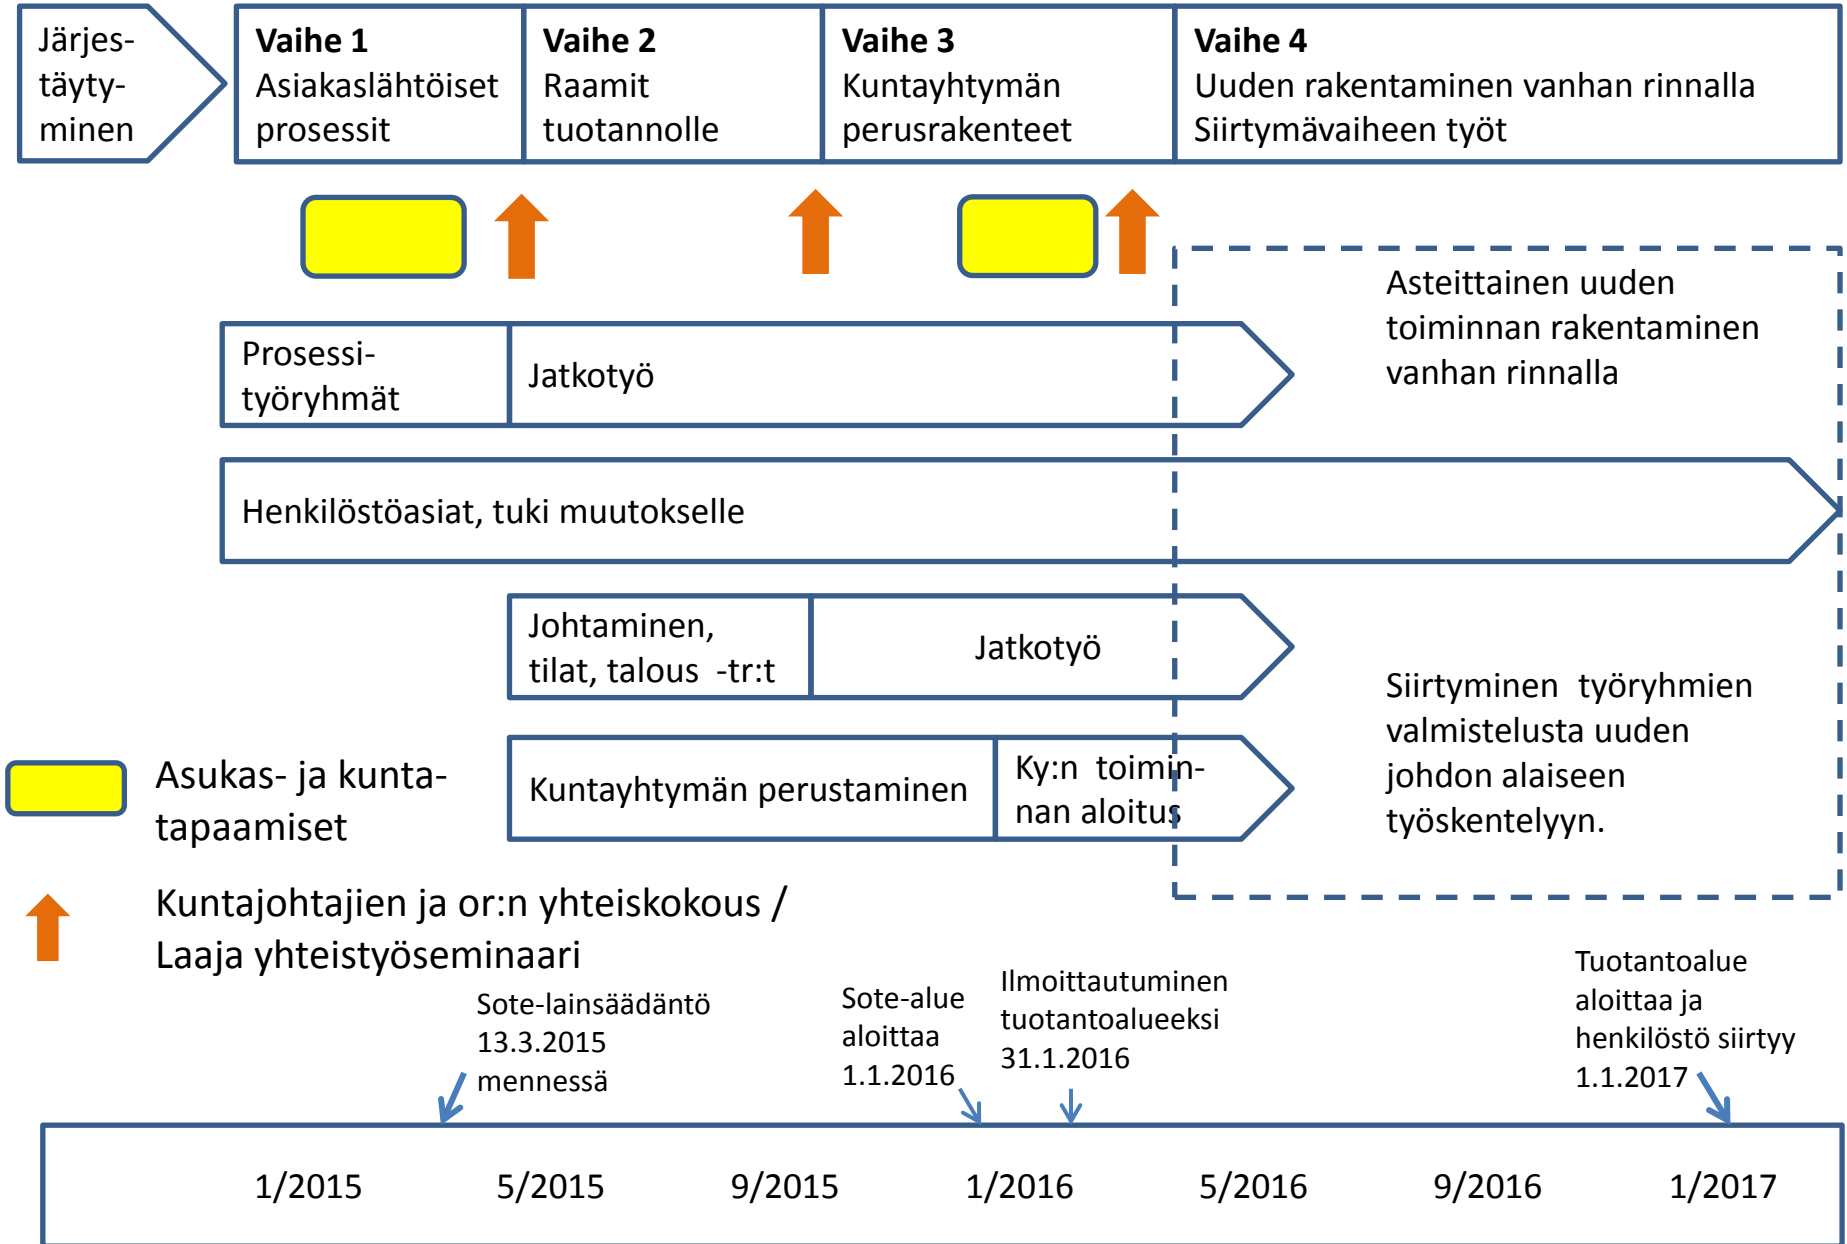 Järjes-
täyty-
minen
Vaihe 1
Asiakaslähtöiset
prosessit
Vaihe 2
Raamit
tuotannolle
Vaihe 3
Kuntayhtymän
perusrakenteet
Vaihe 4
Uuden rakentaminen vanhan rinnalla
Siirtymävaiheen työt
Asteittainen uuden
toiminnan rakentaminen
vanhan rinnalla
Prosessi-
työryhmät
Jatkotyö
Henkilöstöasiat, tuki muutokselle
Johtaminen,
tilat, talous -tr:t
Jatkotyö
Siirtyminen työryhmien
valmistelusta uuden
johdon alaiseen
työskentelyyn.
Kuntayhtymän perustaminen
Ky:n toimin-
nan aloitus
Asukas- ja kunta-
tapaamiset
Kuntajohtajien ja or:n yhteiskokous /
Laaja yhteistyöseminaari
Sote-lainsäädäntö
13.3.2015
mennessä
Sote-alue
aloittaa
1.1.2016
Ilmoittautuminen
tuotantoalueeksi
31.1.2016
Tuotantoalue
aloittaa ja
henkilöstö siirtyy
1.1.2017
1/2015 5/2015 9/2015 1/2016 5/2016 9/2016 1/2017